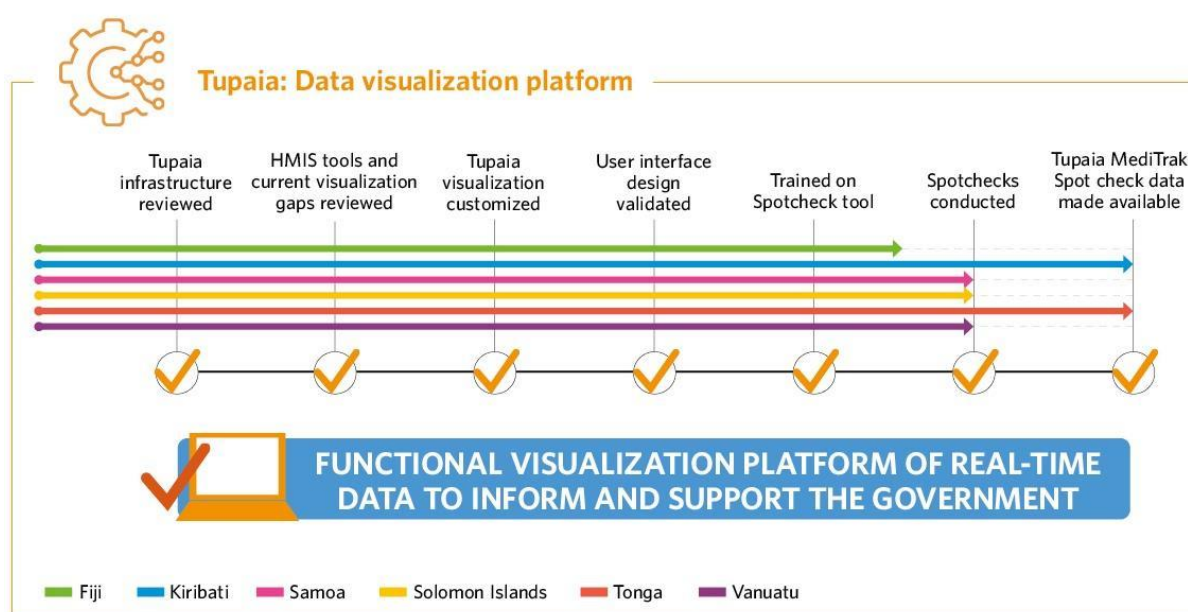 Tupaia: Data visualization platform
Tupaia
infrastructure
reviewed
HMIS tools and
current visualization
gaps reviewed
Tupaia
visualization
customized
User interface
design
validated
Trained on
Spotcheck tool
Spotchecks
conducted
Tupaia MediTrak
Spot check data
made available
FUNCTIONAL VISUALIZATION PLATFORM OF REAL-TIME
DATA TO INFORM AND SUPPORT THE GOVERNMENT
Fiji Kiribati Samoa Solomon Islands Tonga Vanuatu